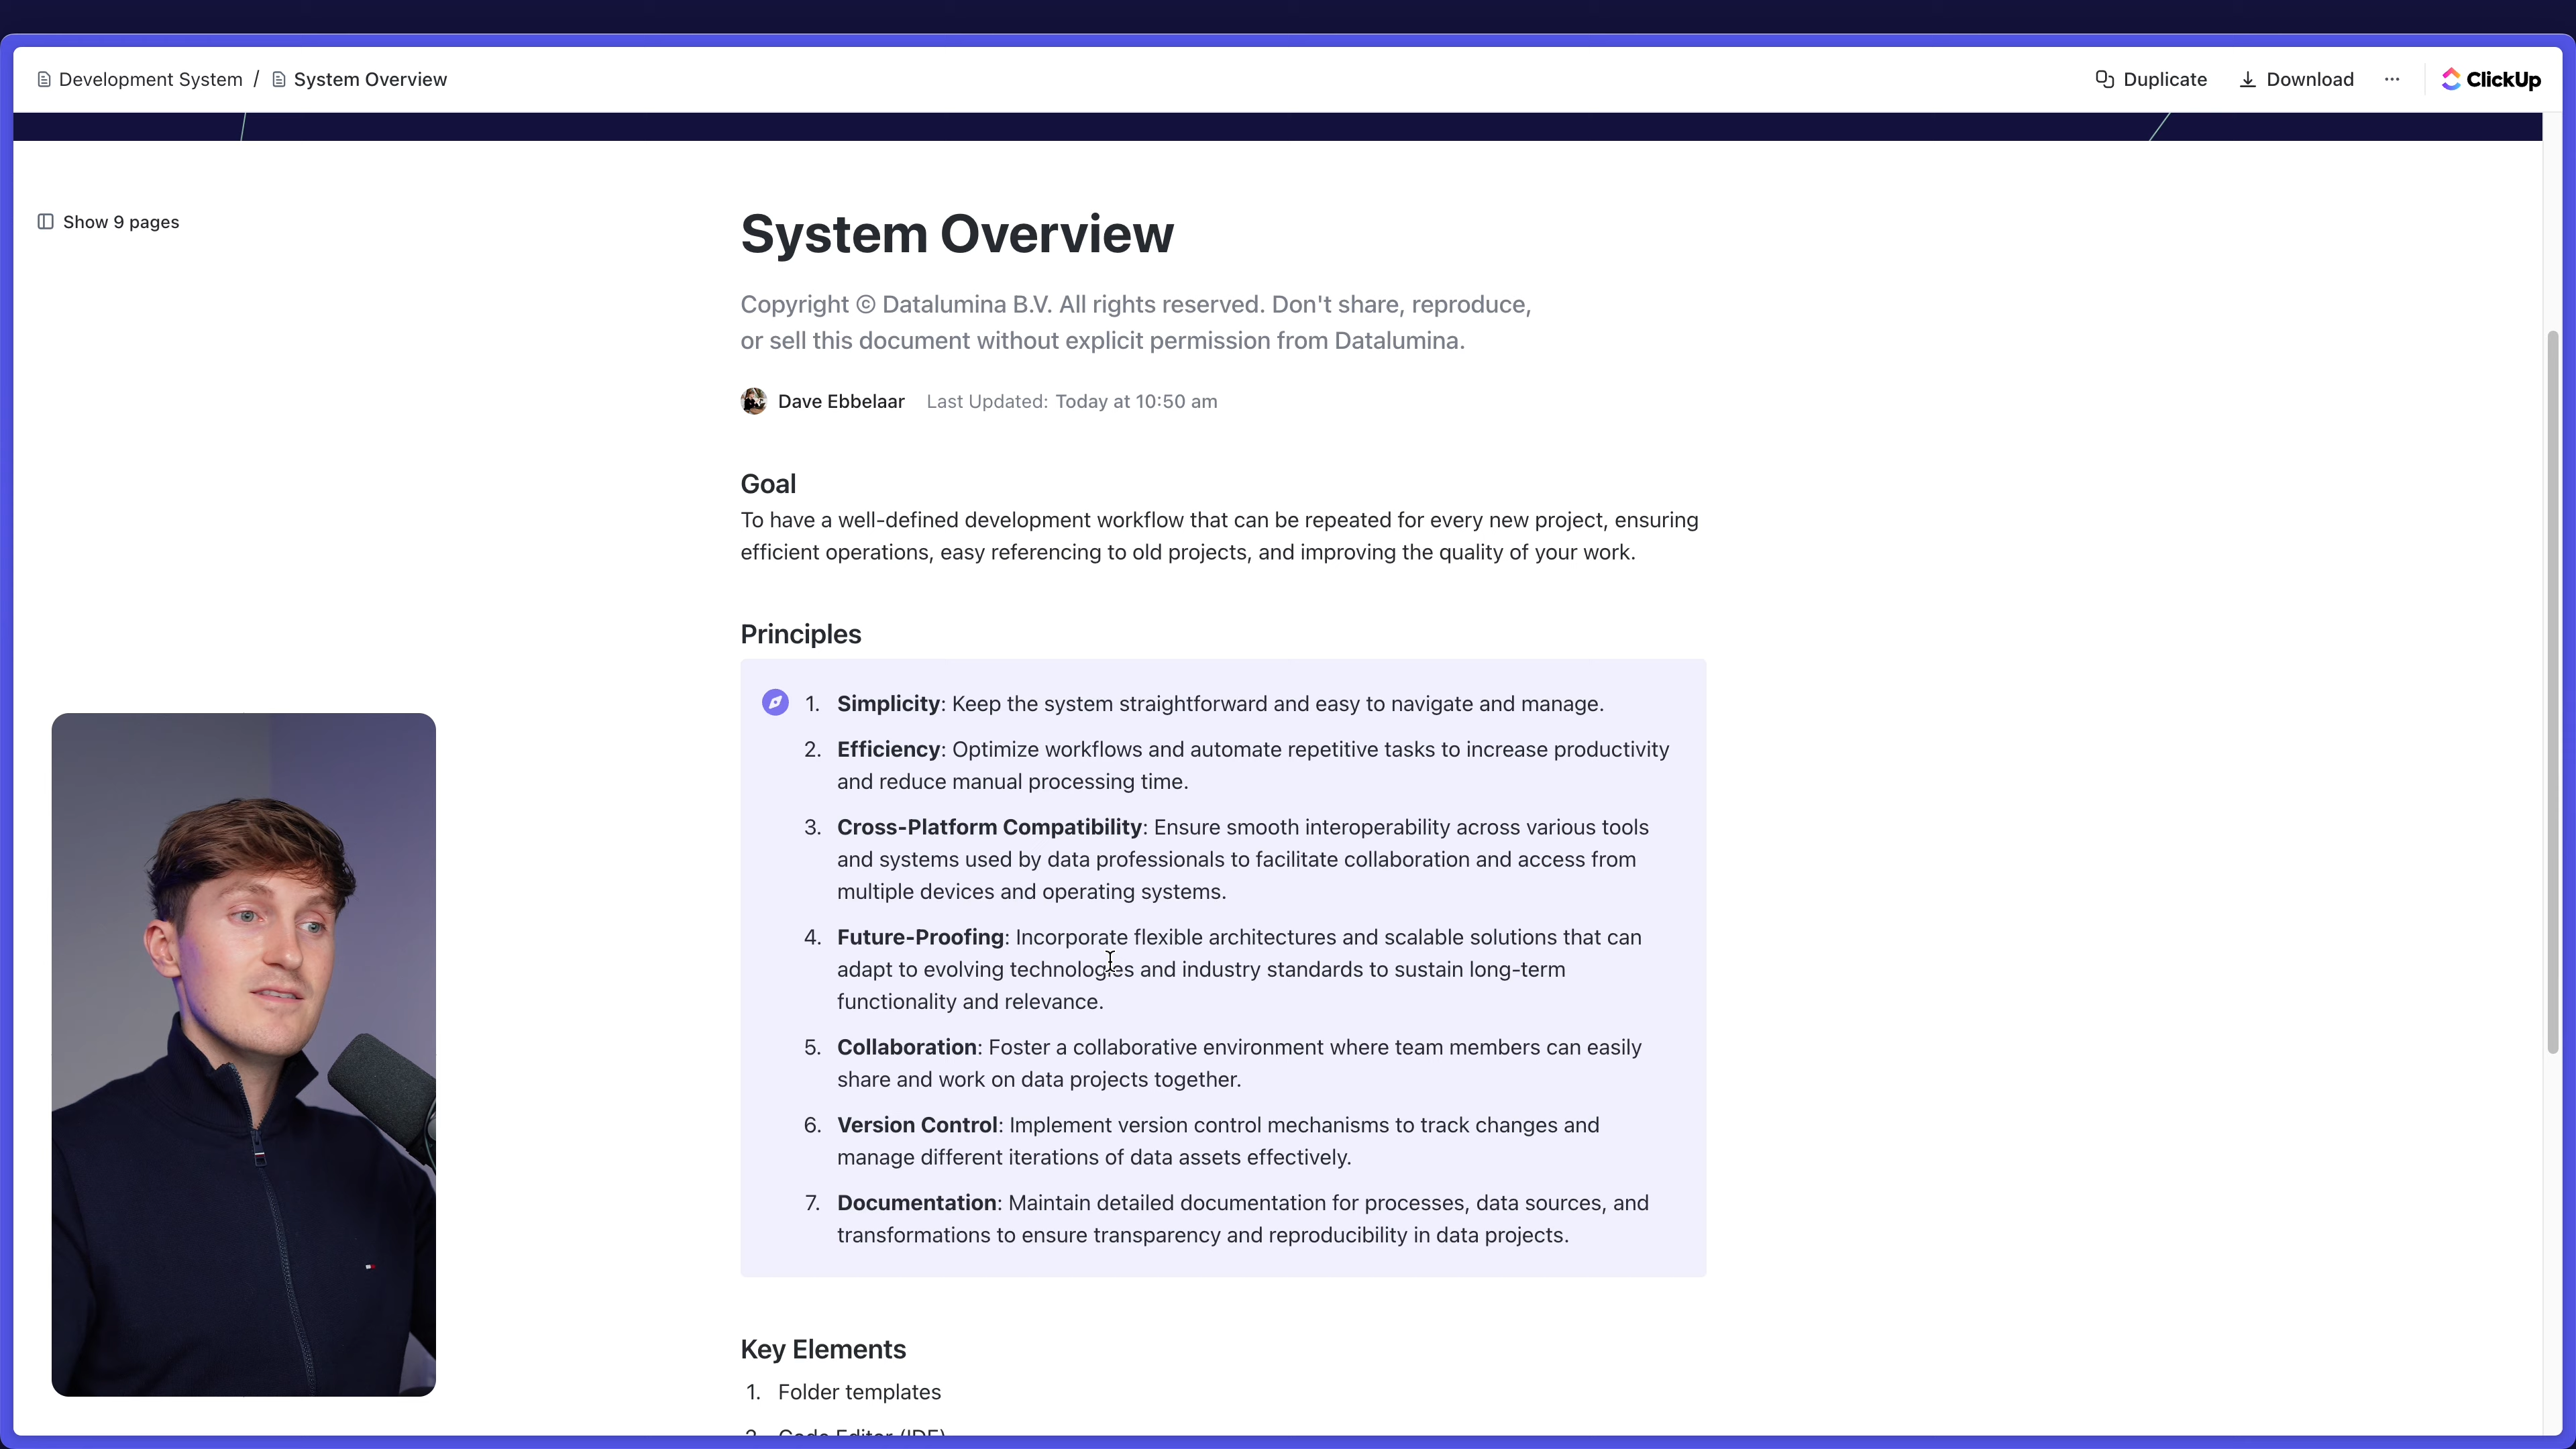 Development System / System Overview
Duplicate
Download
ClickUp
Show 9 pages
System Overview
Copyright © Datalumina B.V. All rights reserved. Don't share, reproduce,
or sell this document without explicit permission from Datalumina.
Dave Ebbelaar Last Updated: Today at 10:50 am
Goal
To have a well-defined development workflow that can be repeated for every new project, ensuring
efficient operations, easy referencing to old projects, and improving the quality of your work.
Principles
1. Simplicity: Keep the system straightforward and easy to navigate and manage.
2. Efficiency: Optimize workflows and automate repetitive tasks to increase productivity
and reduce manual processing time.
3. Cross-Platform Compatibility: Ensure smooth interoperability across various tools
and systems used by data professionals to facilitate collaboration and access from
multiple devices and operating systems.
4. Future-Proofing: Incorporate flexible architectures and scalable solutions that can
adapt to evolving technologies and industry standards to sustain long-term
functionality and relevance.
5. Collaboration: Foster a collaborative environment where team members can easily
share and work on data projects together.
6. Version Control: Implement version control mechanisms to track changes and
manage different iterations of data assets effectively.
7. Documentation: Maintain detailed documentation for processes, data sources, and
transformations to ensure transparency and reproducibility in data projects.
Key Elements
1. Folder templates
2. Code Editor (IDE)